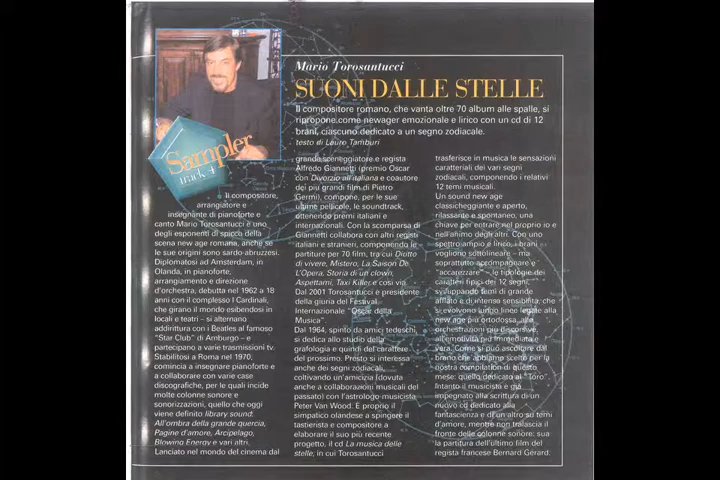 Mario Torosantucci
SUONI DALLE STELLE
Il compositore romano, che vanta oltre 70 album alle spalle, si
ripropone come newager emozionale e lirico con un cd di 12
brani, ciascuno dedicato a un segno zodiacale.
testo di Lauro Tamburi
Sampler
track 4
Il compositore,
arrangiatore e
insegnante di pianoforte e
canto Mario Torosantucci è uno
degli esponenti di spicco della
scena new age romana, anche se
le sue origini sono sardo abruzzesi.
Diplomatosi ad Amsterdam, in
Olanda, in pianoforte,
arrangiamento e direzione
d'orchestra, debutta nel 1962 a 18
anni con il complesso I Cardinali,
che girano il mondo esibendosi in
locali e teatri – si alternano
addirittura con i Beatles al famoso
"Star Club" di Amburgo – e
partecipano a varie trasmissioni tv.
Stabilitosi a Roma nel 1970,
comincia a insegnare pianoforte e
a collaborare con varie case
discografiche, per le quali incide
molte colonne sonore e
sonorizzazioni, quello che oggi
viene definito library sound:
All'ombra della grande quercia,
Pagine d'amore, Arcipelago,
Blowing Energy e vari altri.
Lanciato nel mondo del cinema dal
grande sceneggiatore e regista
Alfredo Giannetti (premio Oscar
con Divorzio all'italiana e coautore
dei più grandi film di Pietro
Germi), compone, per le sue
ultime pellicole, le soundtrack,
ottenendo premi italiani e
internazionali. Con la scomparsa di
Giannetti collabora con altri registi
italiani e stranieri, componendo le
partiture per 70 film, tra cui Diritto
di vivere, Mistero, La Saison De
L'Opera, Storia di un clown,
Aspettami, Taxi Killer e così via.
Dal 2001 Torosantucci è presidente
della giuria del Festival
Internazionale "Oscar della
Musica".
Dal 1964, spinto da amici tedeschi,
si dedica allo studio della
grafologia e quindi del carattere
del prossimo. Presto si interessa
anche dei segni zodiacali,
coltivando un'amicizia (dovuta
anche a collaborazioni musicali del
passato) con l'astrologo-musicista
Peter Van Wood. È proprio il
simpatico olandese a spingere il
tastierista e compositore a
elaborare il suo più recente
progetto, il cd La musica delle
stelle, in cui Torosantucci
trasferisce in musica le sensazioni
caratteriali dei vari segni
zodiacali, componendo i relativi
12 temi musicali.
Un sound new age
classicheggiante e aperto,
rilassante e spontaneo, una
chiave per entrare nel proprio io e
nell'animo degli altri. Con uno
spettro ampio e lirico, i brani
vogliono sottolineare – ma
soprattutto accompagnare e
"accarezzare" – le tipologie dei
caratteri tipici dei 12 segni,
sviluppando temi di grande
afflato e di intensa sensibilità, che
si evolvono lungo linee legate alla
new age più ortodossa, alle
orchestrazioni più discorsive,
all'emotività più immediata e
vera. Come si può ascoltare dal
brano che abbiamo scelto per la
nostra compilation di questo
mese: quello dedicato al "Toro".
Intanto il musicista è già
impegnato alla scrittura di un
nuovo cd dedicato alla
fantascienza e di un altro su temi
d'amore, mentre non tralascia il
fronte delle colonne sonore: sua
la partitura dell'ultimo film del
regista francese Bernard Gérard.